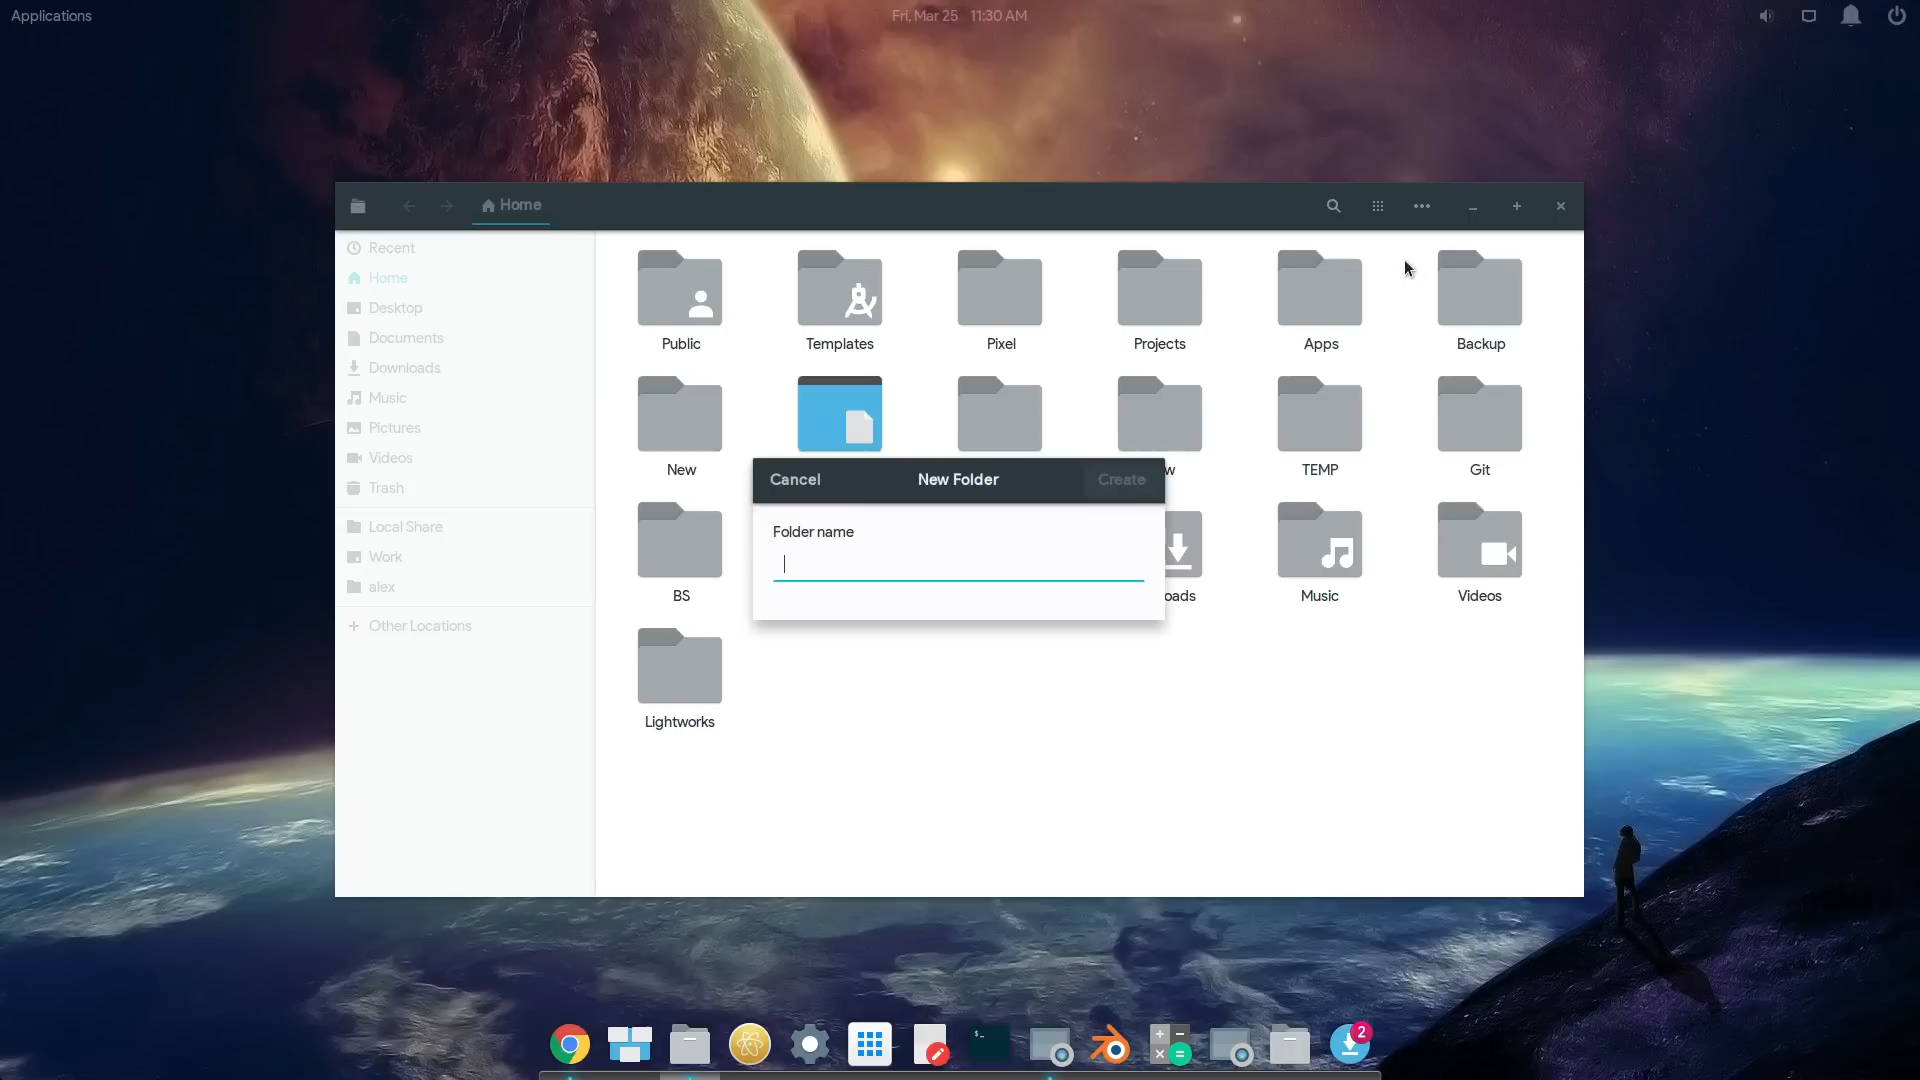 Applications
Fri, Mar 25 11:30 AM
Home
Recent
Home
Desktop
Documents
Downloads
Music
Pictures
Videos
Trash
Local Share
Work
alex
Other Locations
Public
Templates
Pixel
Projects
Apps
Backup
New
w
TEMP
Git
Cancel
New Folder
Create
Folder name
BS
oads
Music
Videos
Lightworks
$-
2